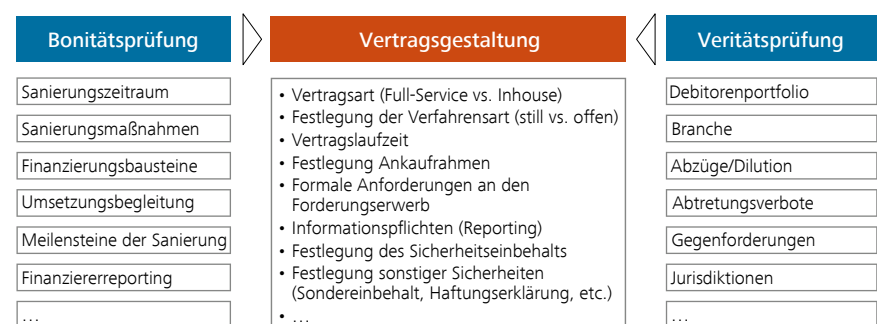 Bonitätsprüfung
Sanierungszeitraum
Sanierungsmaßnahmen
Finanzierungsbausteine
Umsetzungsbegleitung
Meilensteine der Sanierung
Finanziererreporting
…
Vertragsgestaltung
• Vertragsart (Full-Service vs. Inhouse)
• Festlegung der Verfahrensart (still vs. offen)
• Vertragslaufzeit
• Festlegung Ankaufrahmen
• Formale Anforderungen an den
Forderungserwerb
• Informationspflichten (Reporting)
• Festlegung des Sicherheitseinbehalts
• Festlegung sonstiger Sicherheiten
(Sondereinbehalt, Haftungserklärung, etc.)
• …
Veritätsprüfung
Debitorenportfolio
Branche
Abzüge/Dilution
Abtretungsverbote
Gegenforderungen
Jurisdiktionen
…